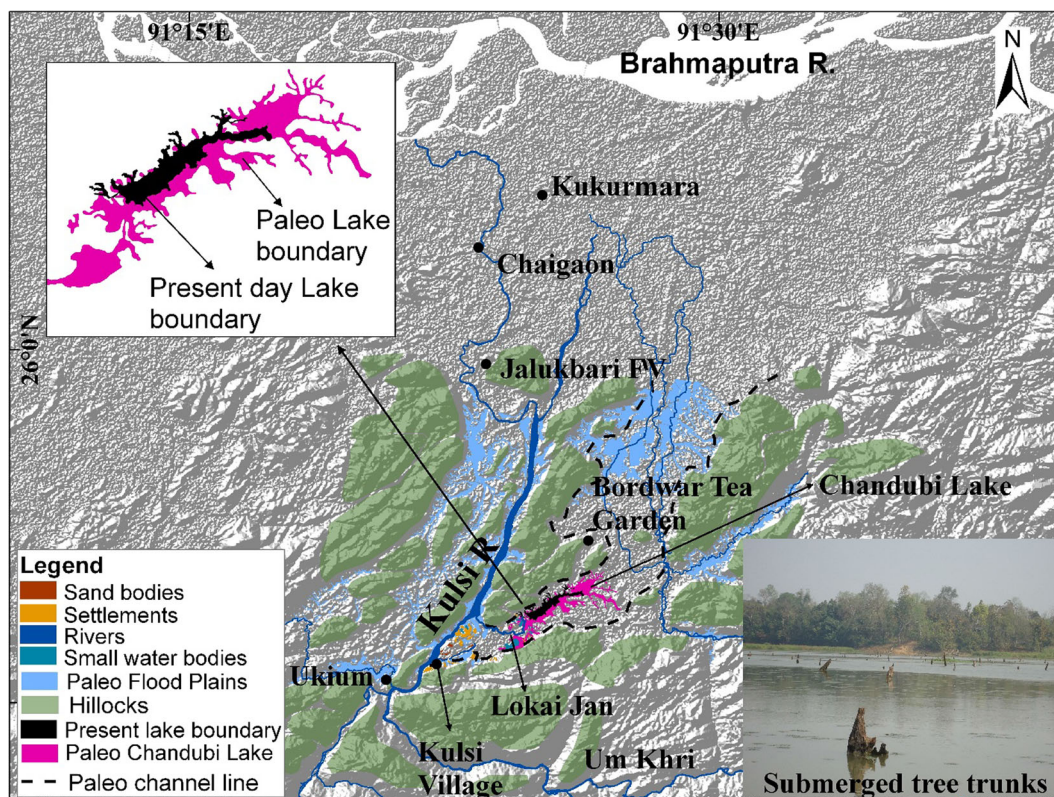 91°15'E
91°30'E
Brahmaputra R.
N
Kukurmara
Paleo Lake
boundary
Chaigaon
Present day Lake
boundary
26°0'N
Jalukbari FV
Bordwar Tea
Garden
Chandubi Lake
Kulsi R
Legend
Sand bodies
Settlements
Rivers
Small water bodies
Paleo Flood Plains
Hillocks
Present lake boundary
Paleo Chandubi Lake
Paleo channel line
Ukium
Lokai Jan
Kulsi
Village
Um Khri
Submerged tree trunks